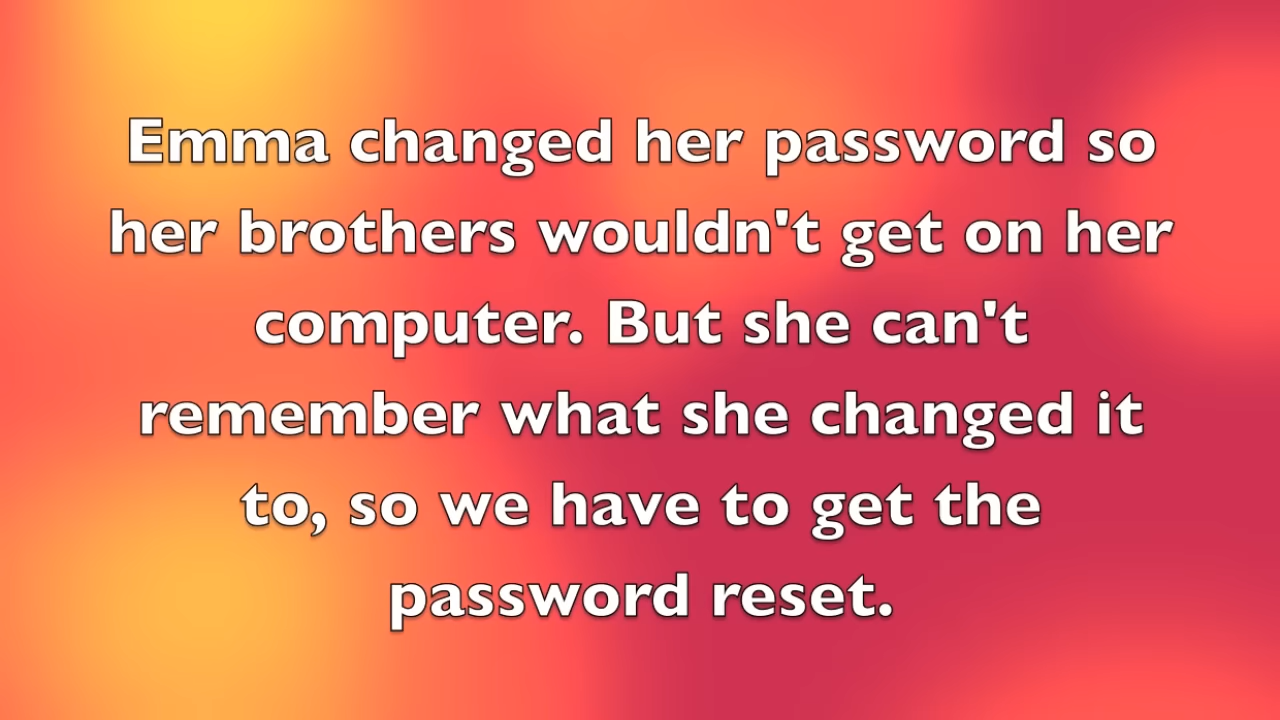 Emma changed her password so
her brothers wouldn't get on her
computer. But she can't
remember what she changed it
to, so we have to get the
password reset.